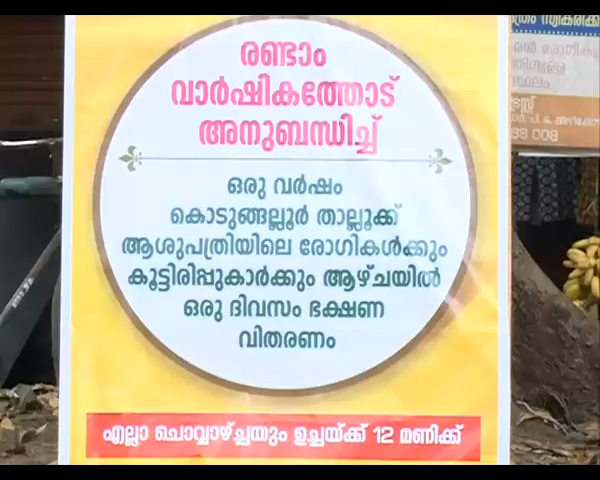 രണ്ടാം
വാർഷികത്തോട്
അനുബന്ധിച്ച്
ഒരു വർഷം
കൊടുങ്ങല്ലൂർ താല്ലൂക്ക്
ആശുപത്രിയിലെ രോഗികൾക്കും
കൂട്ടിരിപ്പുകാർക്കും ആഴ്ചയിൽ
ഒരു ദിവസം ഭക്ഷണ
വിതരണം
എല്ലാ ചൊവ്വാഴ്ച്ചയും ഉച്ചയ്ക്ക് 12 മണിക്ക്